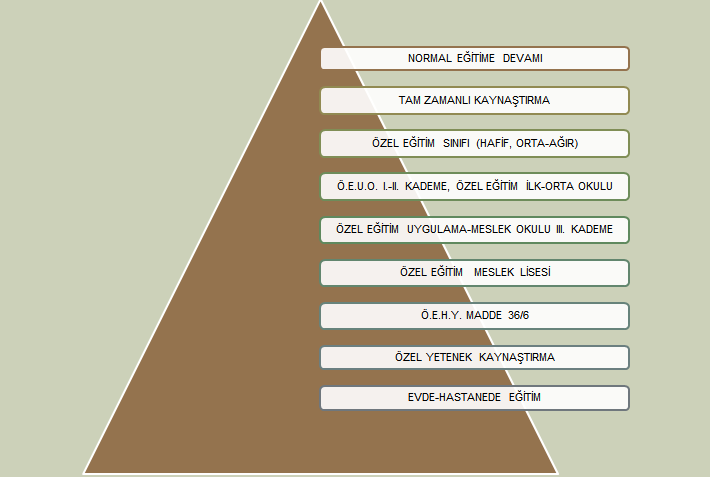 NORMAL EĞİTİME DEVAMI
TAM ZAMANLI KAYNAŞTIRMA
ÖZEL EĞİTİM SINIFI (HAFİF, ORTA-AĞIR)
Ö.E.U.O. I.-II. KADEME, ÖZEL EĞİTİM İLK-ORTA OKULU
ÖZEL EĞİTİM UYGULAMA-MESLEK OKULU III. KADEME
ÖZEL EĞİTİM MESLEK LİSESİ
Ö.E.H.Y. MADDE 36/6
ÖZEL YETENEK KAYNAŞTIRMA
EVDE-HASTANEDE EĞİTİM